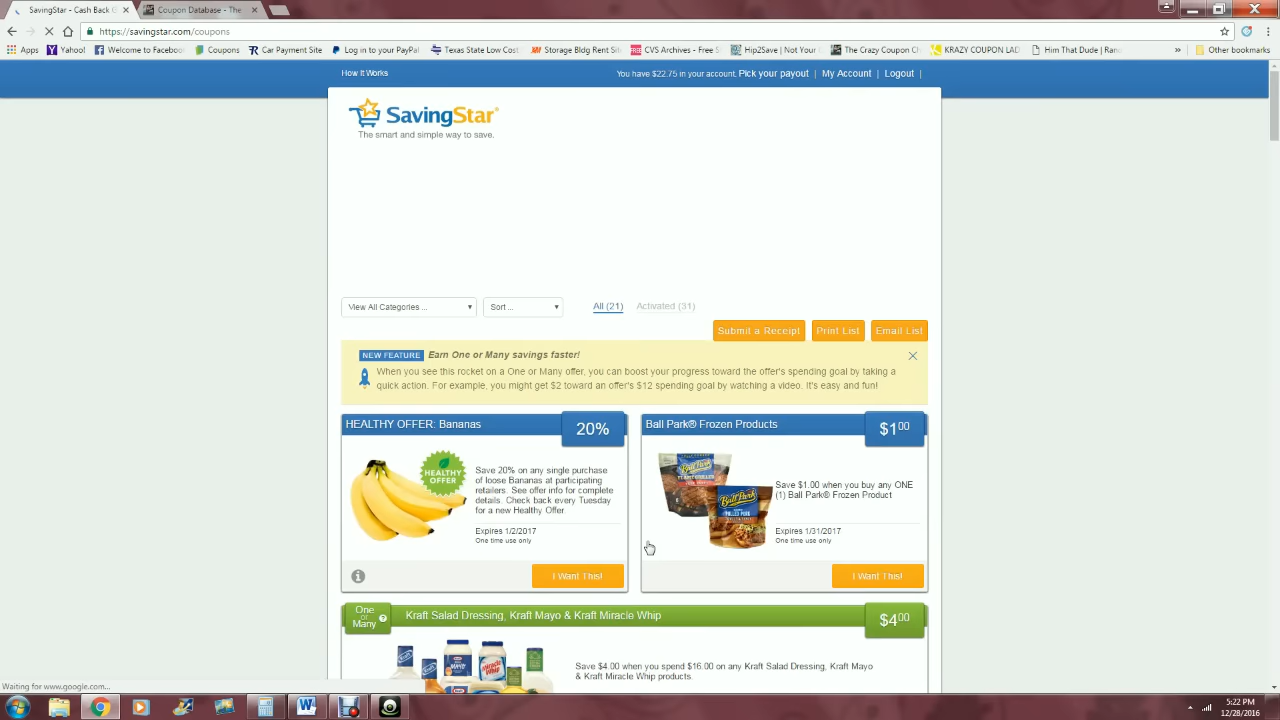 SavingStar - Cash Back G
Coupon Database - The
https://savingstar.com/coupons
Apps
Yahoo!
Welcome to Facebook
Coupons
Car Payment Site
Log in to your PayPal
Texas State Low Cost
Storage Bldg Rent Sit
CVS Archives - Free S
Hip2Save | Not Your
The Crazy Coupon Ch
KRAZY COUPON LAD
Him That Dude | Ran
»
Other bookmarks
How It Works
You have $22.75 in your account. Pick your payout | My Account | Logout |
SavingStar®
The smart and simple way to save.
View All Categories ...
Sort ...
All (21)
Activated (31)
Submit a Receipt
Print List
Email List
NEW FEATURE Earn One or Many savings faster!
When you see this rocket on a One or Many offer, you can boost your progress toward the offer's spending goal by taking a
quick action. For example, you might get $2 toward an offer's $12 spending goal by watching a video. It's easy and fun!
HEALTHY OFFER: Bananas
20%
HEALTHY
OFFER
Save 20% on any single purchase
of loose Bananas at participating
retailers. See offer info for complete
details. Check back every Tuesday
for a new Healthy Offer.
Expires 1/2/2017
One time use only
I Want This!
Ball Park® Frozen Products
$1.00
Ball Park
Ball Park
Save $1.00 when you buy any ONE
(1) Ball Park® Frozen Product
Expires 1/31/2017
One time use only
I Want This!
One
or
Many
?
Kraft Salad Dressing, Kraft Mayo & Kraft Miracle Whip
$4.00
Save $4.00 when you spend $16.00 on any Kraft Salad Dressing, Kraft Mayo
& Kraft Miracle Whip products.
Waiting for www.google.com...
5:22 PM
12/28/2016